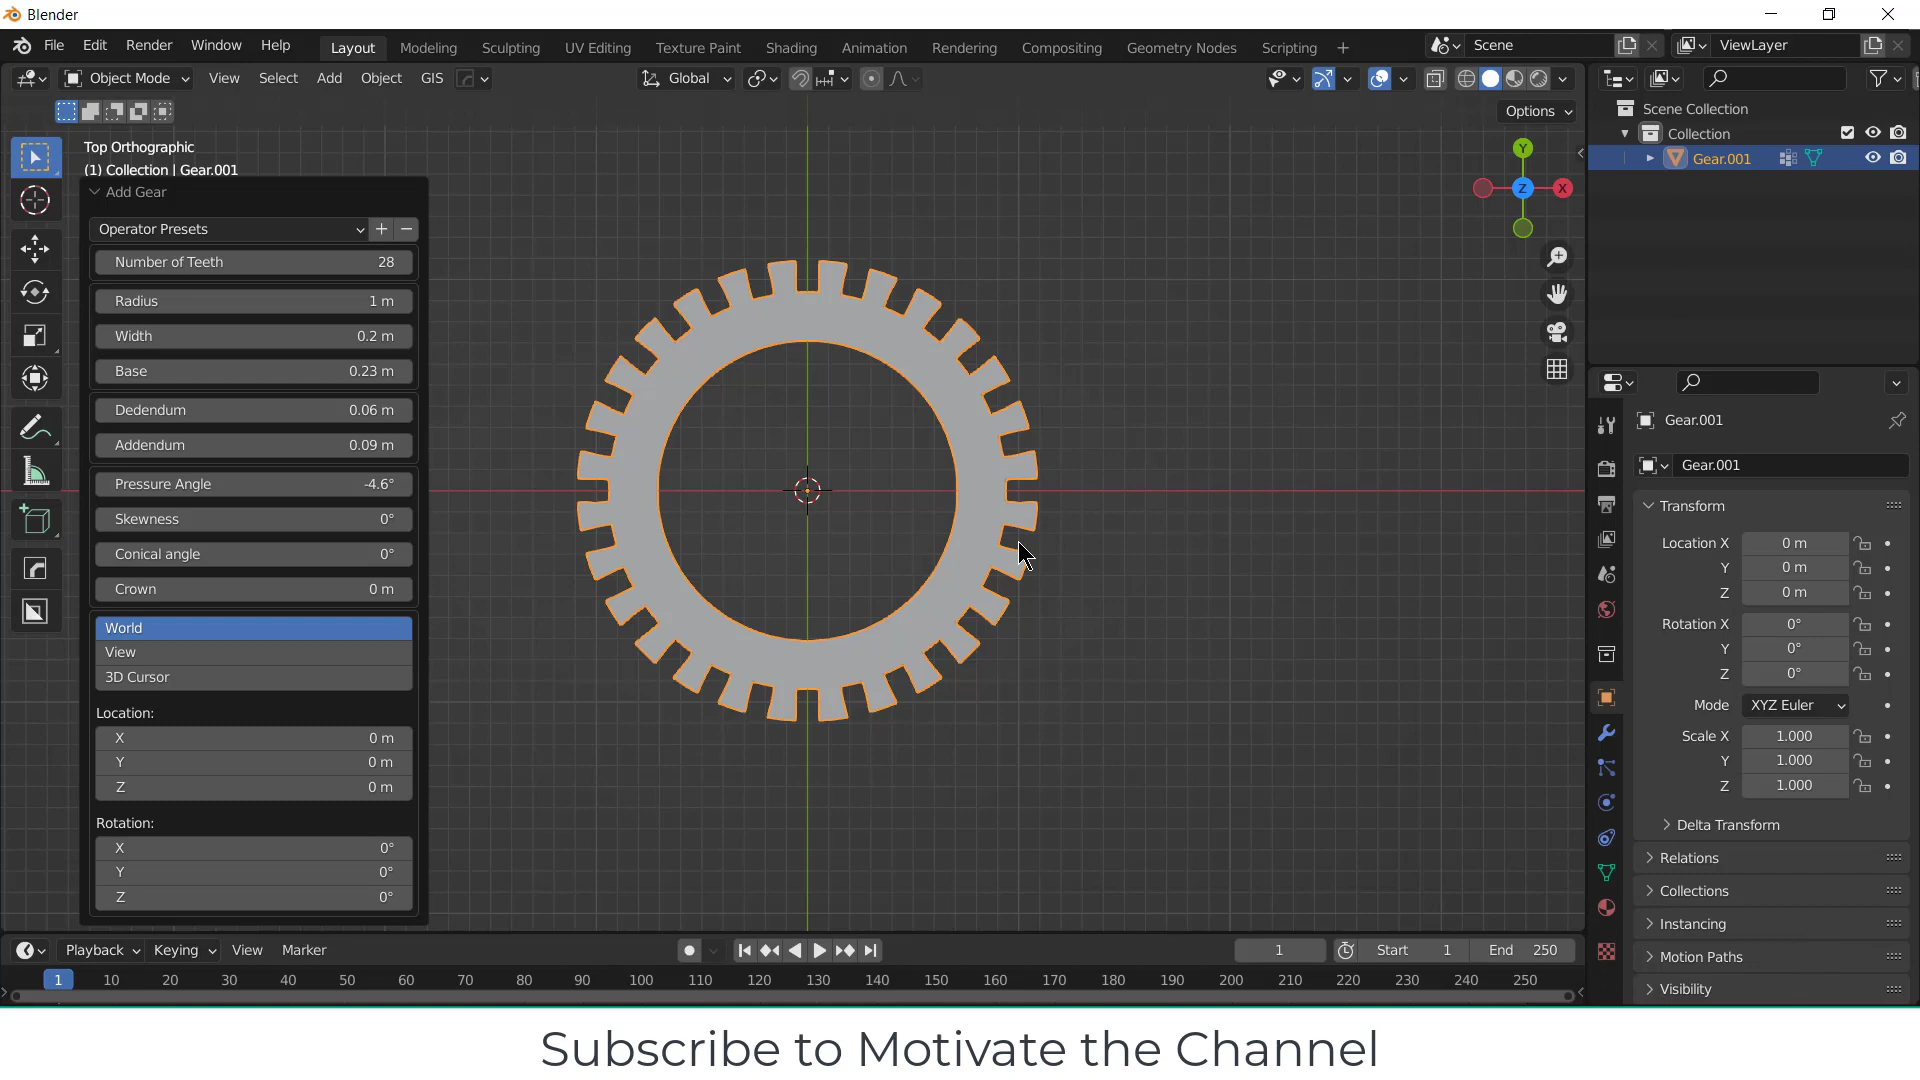 Blender
File Edit Render Window Help Layout Modeling Sculpting UV Editing Texture Paint Shading Animation Rendering Compositing Geometry Nodes Scripting + Scene ViewLayer
Object Mode View Select Add Object GIS Global
Options
Top Orthographic
(1) Collection | Gear.001
Add Gear
Operator Presets + −
Number of Teeth 28
Radius 1 m
Width 0.2 m
Base 0.23 m
Dedendum 0.06 m
Addendum 0.09 m
Pressure Angle -4.6°
Skewness 0°
Conical angle 0°
Crown 0 m
World
View
3D Cursor
Location:
X 0 m
Y 0 m
Z 0 m
Rotation:
X 0°
Y 0°
Z 0°
Y
Z X
Scene Collection
Collection
Gear.001
Gear.001
Gear.001
Transform
Location X 0 m
Y 0 m
Z 0 m
Rotation X 0°
Y 0°
Z 0°
Mode XYZ Euler
Scale X 1.000
Y 1.000
Z 1.000
Delta Transform
Relations
Collections
Instancing
Motion Paths
Visibility
Playback Keying View Marker 1 Start 1 End 250
1 10 20 30 40 50 60 70 80 90 100 110 120 130 140 150 160 170 180 190 200 210 220 230 240 250
Subscribe to Motivate the Channel